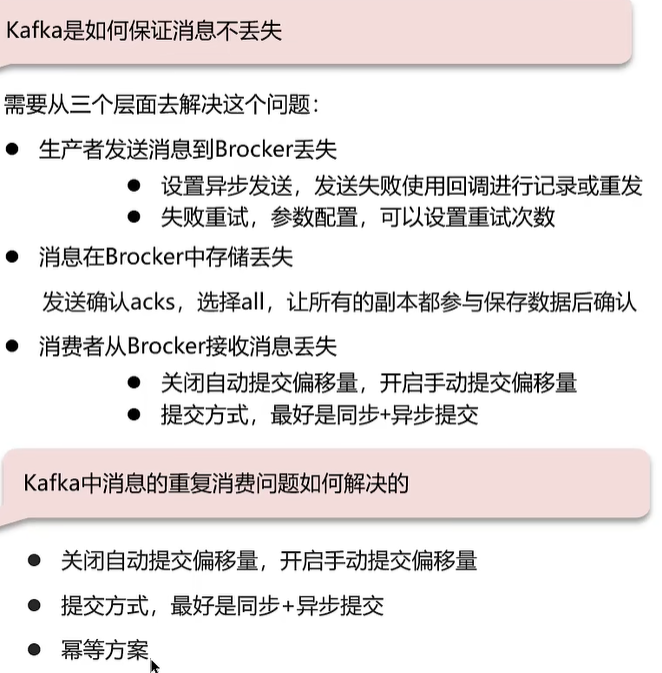 Kafka是如何保证消息不丢失
需要从三个层面去解决这个问题：
● 生产者发送消息到Brocker丢失
● 设置异步发送，发送失败使用回调进行记录或重发
● 失败重试，参数配置，可以设置重试次数
● 消息在Brocker中存储丢失
发送确认acks，选择all，让所有的副本都参与保存数据后确认
● 消费者从Brocker接收消息丢失
● 关闭自动提交偏移量，开启手动提交偏移量
● 提交方式，最好是同步+异步提交
Kafka中消息的重复消费问题如何解决的
● 关闭自动提交偏移量，开启手动提交偏移量
● 提交方式，最好是同步+异步提交
● 幂等方案